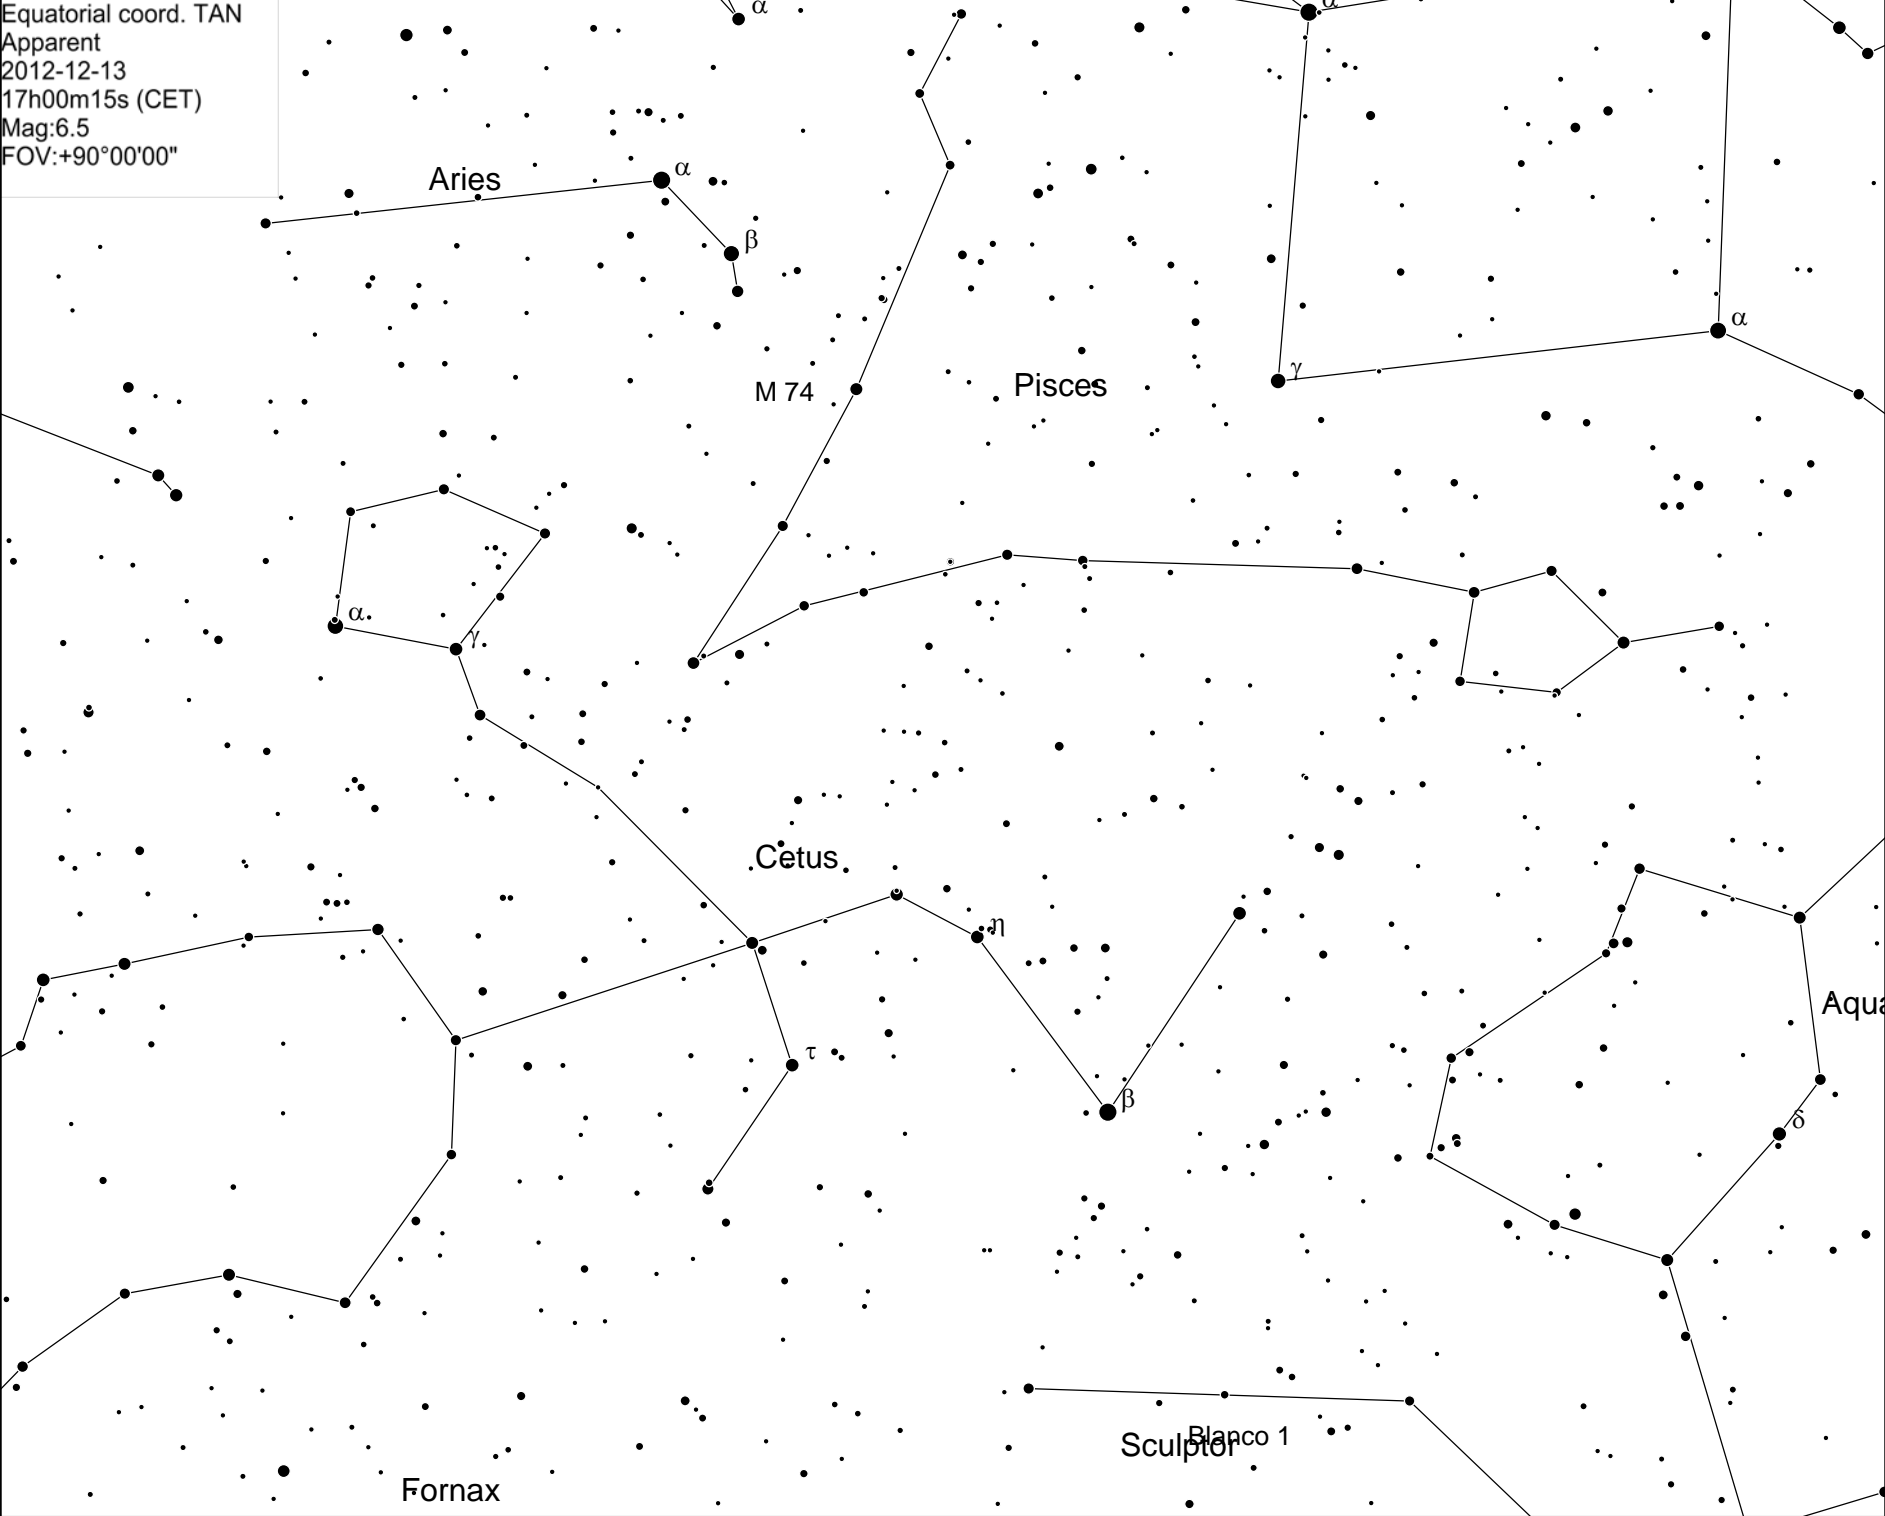 Equatorial coord. TAN
Apparent
2012-12-13
17h00m15s (CET)
Mag:6.5
FOV:+90°00'00"
α
α
Aries
α
β
α
M 74
Pisces
γ
α
γ
Cetus
η
Aqua
τ
β
δ
Blanco 1
Sculptor
Fornax